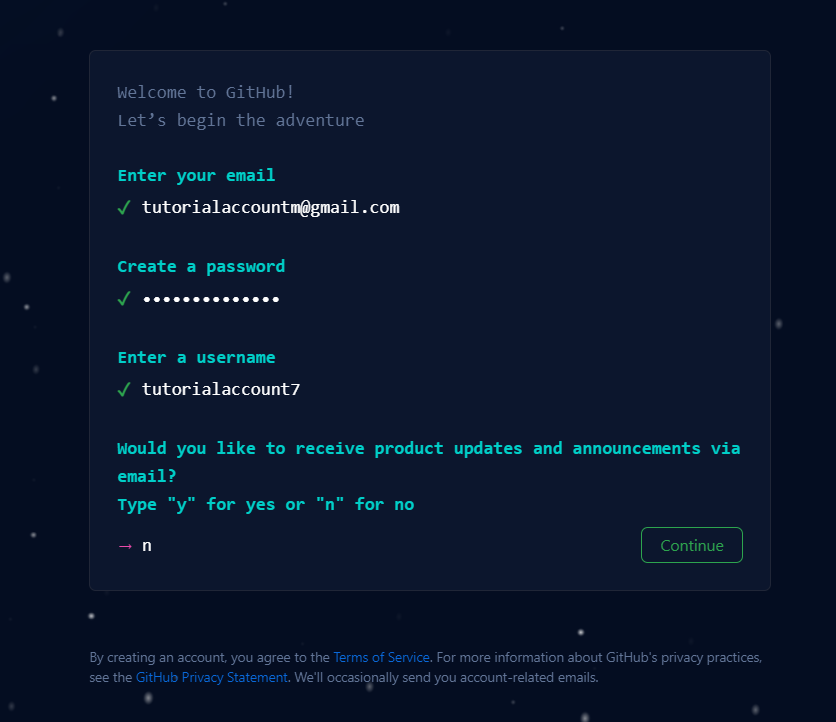 Welcome to GitHub!
Let’s begin the adventure
Enter your email
✓ tutorialaccountm@gmail.com
Create a password
✓ ••••••••••••••
Enter a username
✓ tutorialaccount7
Would you like to receive product updates and announcements via
email?
Type "y" for yes or "n" for no
→ n
Continue
By creating an account, you agree to the Terms of Service. For more information about GitHub's privacy practices,
see the GitHub Privacy Statement. We'll occasionally send you account-related emails.